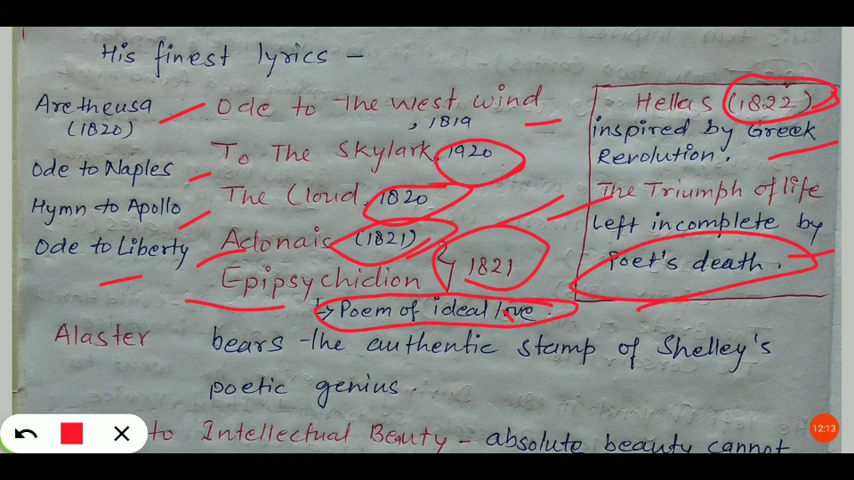 His finest lyrics –
Aretheusa
(1820)
Ode to Naples
Hymn to Apollo
Ode to Liberty
Ode to the West wind
, 1819
To The Skylark, 1920
The Cloud, 1820
Adonais (1821)
Epipsychidion } 1821
↳ Poem of ideal love.
Hellas (1822)
inspired by Greek
Revolution.
The Triumph of life
Left incomplete by
Poet's death.
Alaster bears the authentic stamp of Shelley's
poetic genius.
to Intellectual Beauty – absolute beauty cannot
12:13